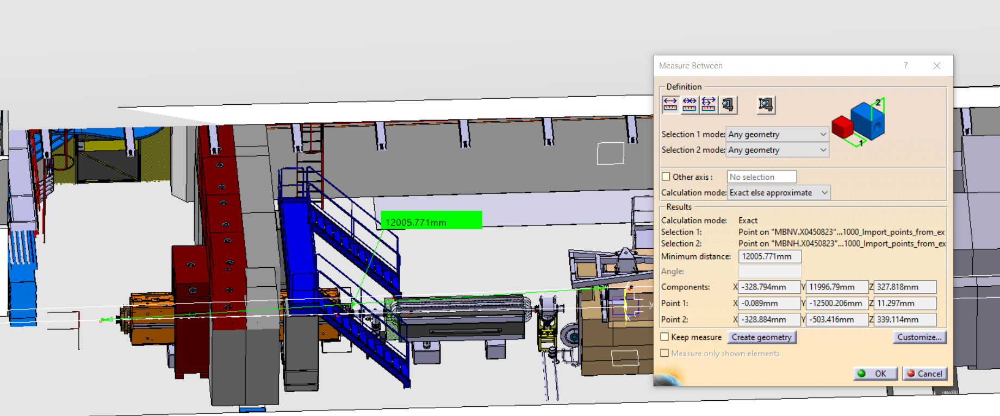 Measure Between
?
Definition
2
1
Selection 1 mode: Any geometry
Selection 2 mode: Any geometry
Other axis : No selection
Calculation mode: Exact else approximate
Results
Calculation mode: Exact
Selection 1: Point on "MBNV.X0450823"...1000_Import_points_from_ex
Selection 2: Point on "MBNH.X0450823"...1000_Import_points_from_ex
Minimum distance: 12005.771mm
Angle:
Components: X -328.794mm Y 11996.79mm Z 327.818mm
Point 1: X -0.089mm Y -12500.206mm Z 11.297mm
Point 2: X -328.884mm Y -503.416mm Z 339.114mm
Keep measure Create geometry Customize...
Measure only shown elements
OK Cancel
12005.771mm
y
x